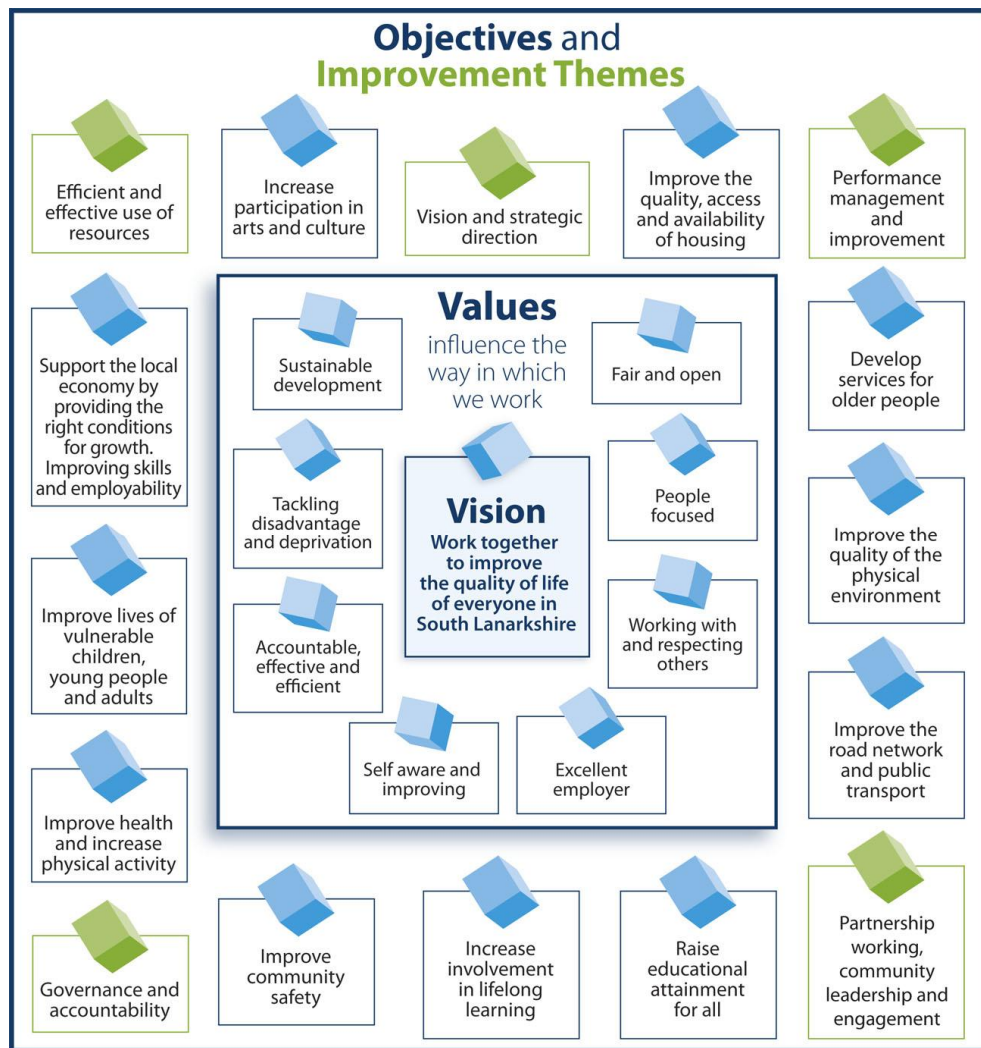 Objectives and
Improvement Themes
Efficient and
effective use of
resources
Increase
participation in
arts and culture
Vision and strategic
direction
Improve the
quality, access
and availability
of housing
Performance
management
and
improvement
Support the local
economy by
providing the
right conditions
for growth.
Improving skills
and employability
Improve lives of
vulnerable
children,
young people
and adults
Improve health
and increase
physical activity
Governance and
accountability
Values
influence the
way in which
we work
Sustainable
development
Fair and open
Tackling
disadvantage
and deprivation
Vision
Work together
to improve
the quality of life
of everyone in
South Lanarkshire
People
focused
Accountable,
effective and
efficient
Working with
and respecting
others
Self aware and
improving
Excellent
employer
Develop
services for
older people
Improve the
quality of the
physical
environment
Improve the
road network
and public
transport
Improve
community
safety
Increase
involvement
in lifelong
learning
Raise
educational
attainment
for all
Partnership
working,
community
leadership and
engagement